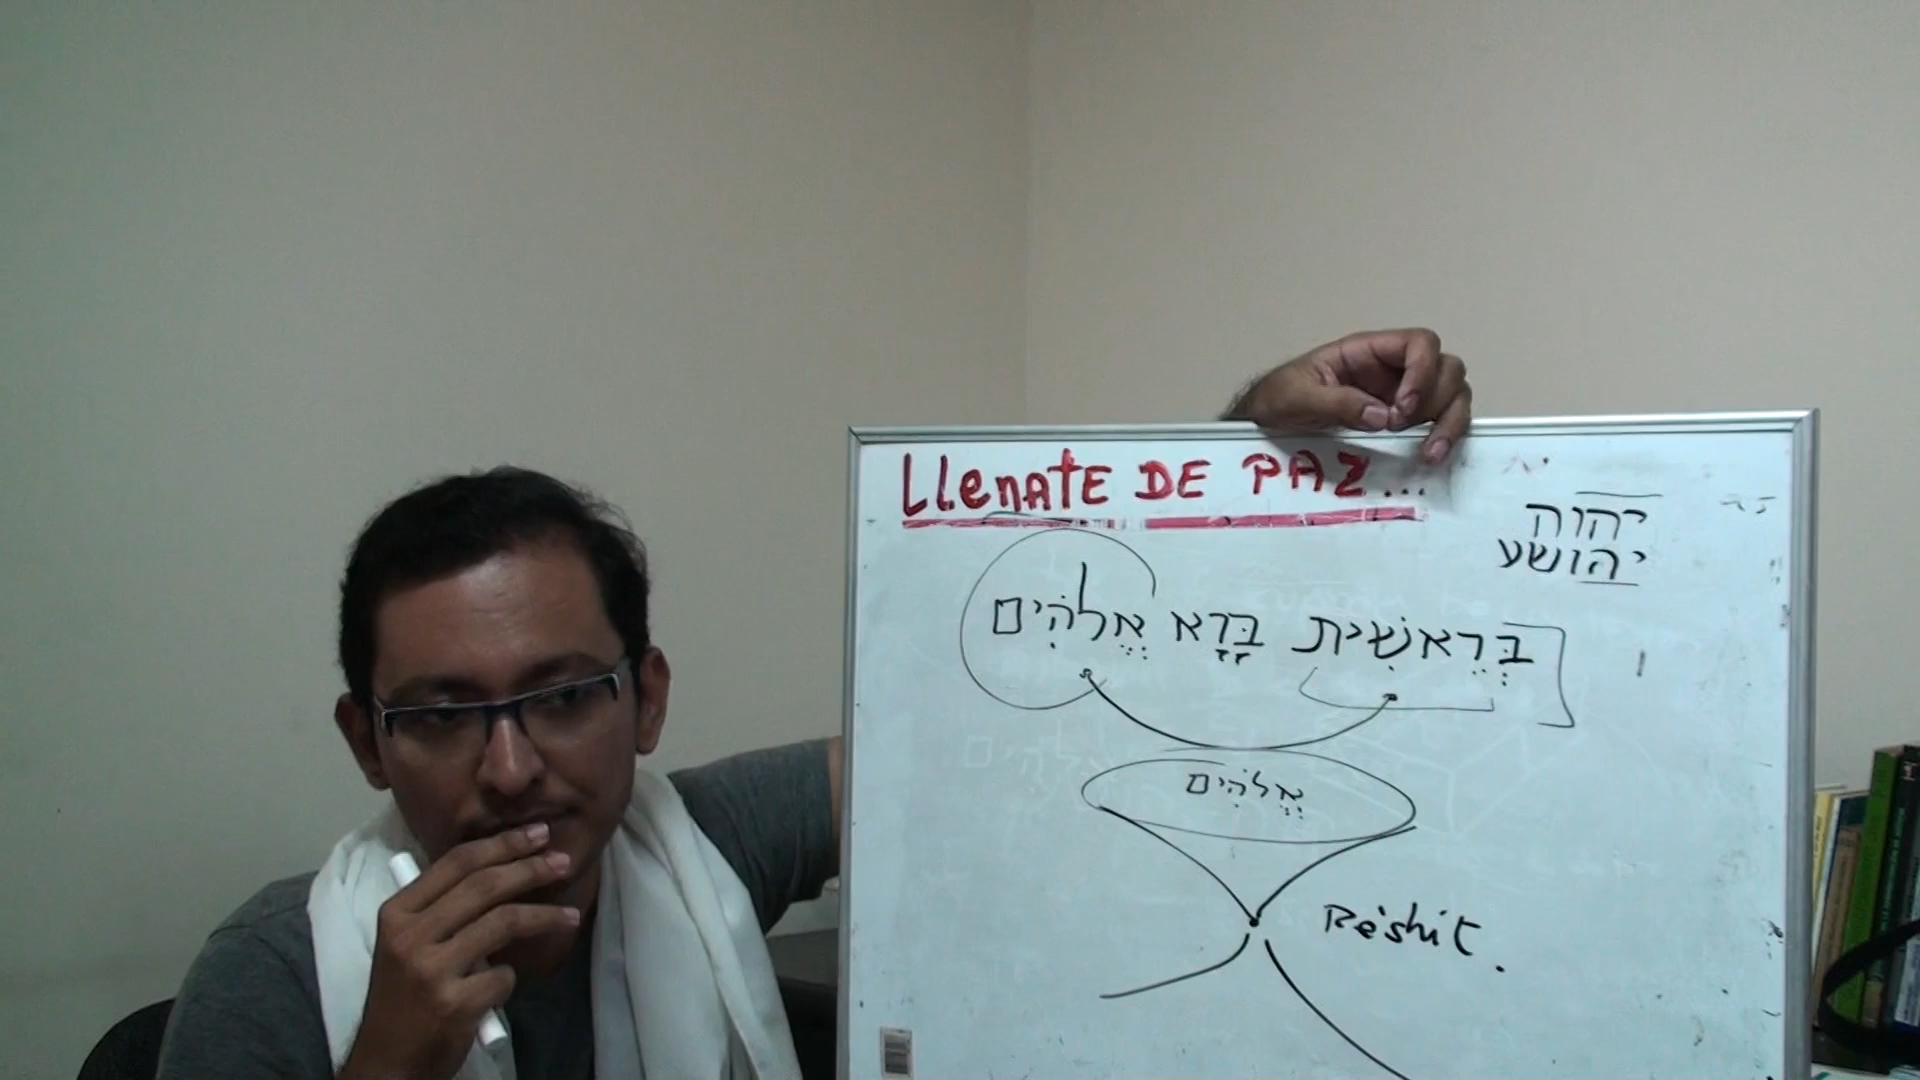 LLenATE DE PAZ...
יהוה
יהושע
בְּרֵאשִׁית בָּרָא אֱלֹהִים
אֱלֹהִים
Re'shit.